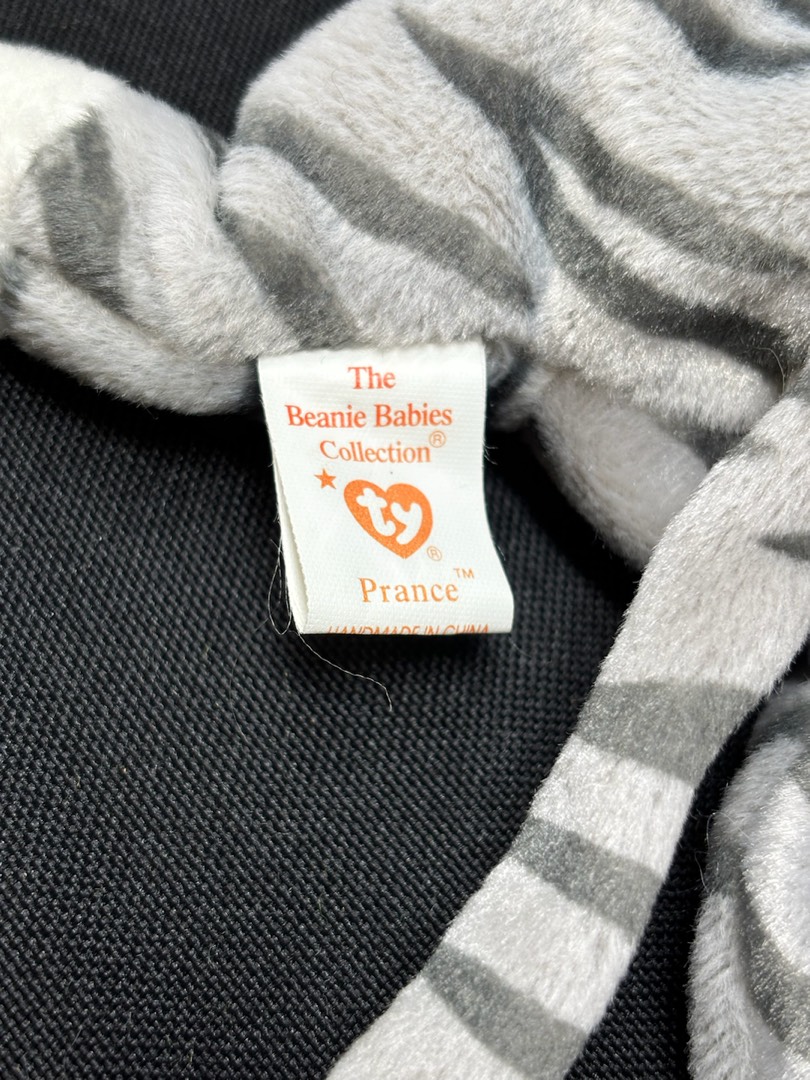 The
Beanie Babies
Collection®
ty®
Prance™
HANDMADE IN CHINA